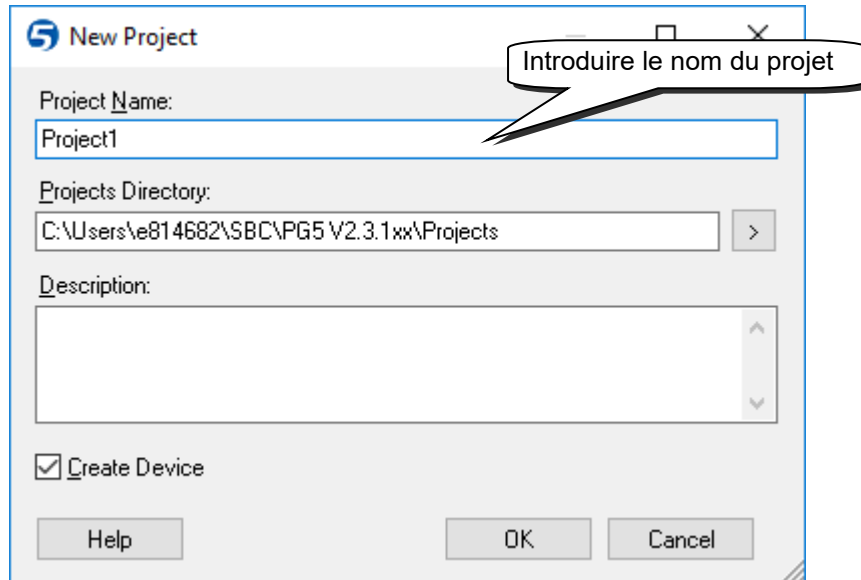 New Project
Introduire le nom du projet
Project Name:
Project1
Projects Directory:
C:\Users\e814682\SBC\PG5 V2.3.1xx\Projects
>
Description:
Create Device
Help
OK
Cancel